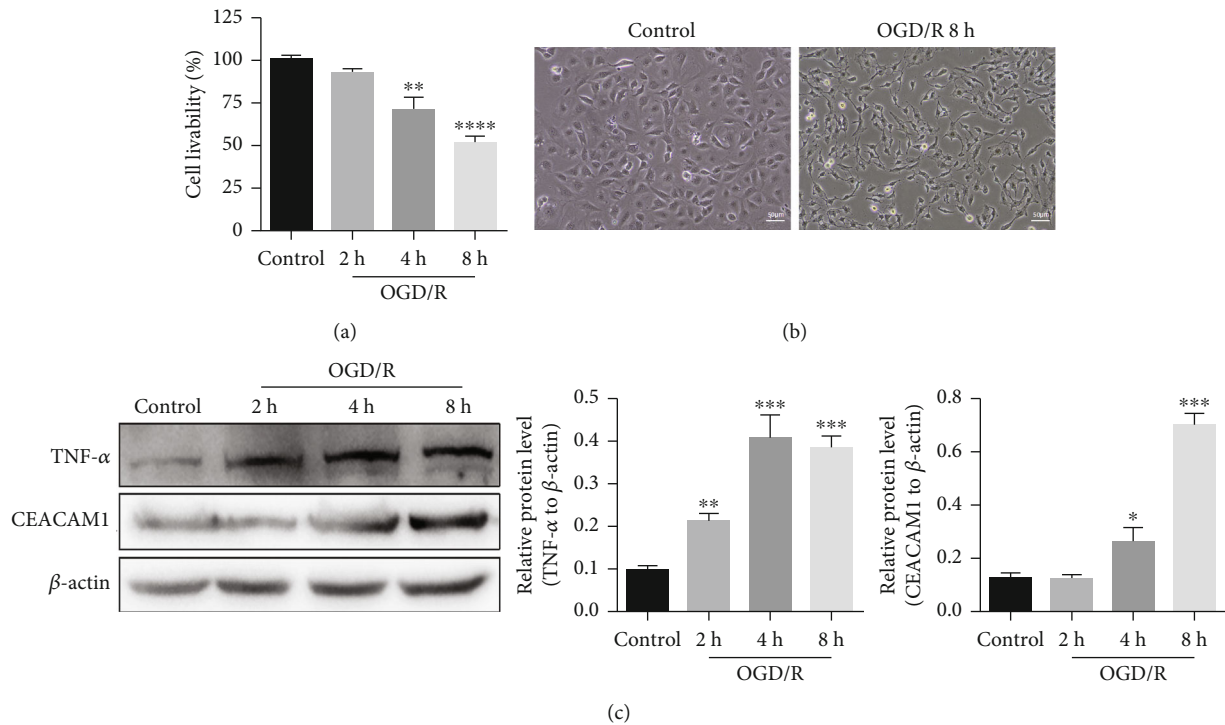 Cell livability (%)
125
100
75
50
25
0
**
****
Control 2 h 4 h 8 h
OGD/R
(a)
Control
OGD/R 8 h
50μm
50μm
(b)
OGD/R
Control 2 h 4 h 8 h
TNF-α
CEACAM1
β-actin
Relative protein level
(TNF-α to β-actin)
0.5
0.4
0.3
0.2
0.1
0.0
**
***
***
Control 2 h 4 h 8 h
OGD/R
Relative protein level
(CEACAM1 to β-actin)
0.8
0.6
0.4
0.2
0.0
*
***
Control 2 h 4 h 8 h
OGD/R
(c)